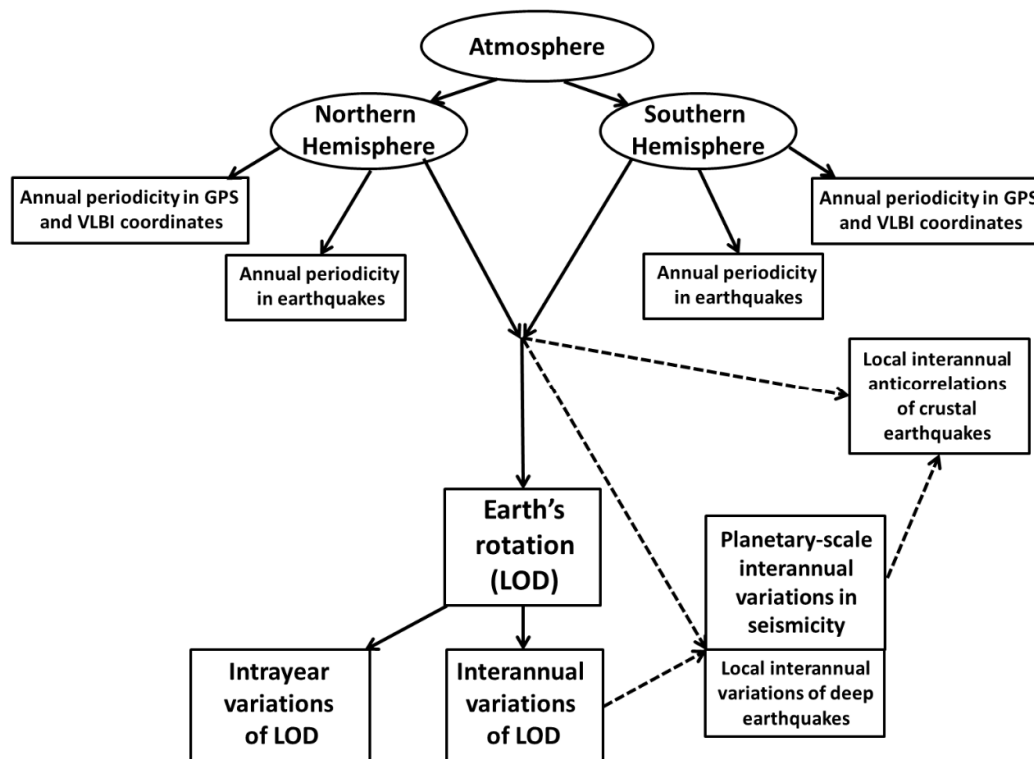 Atmosphere
Northern
Hemisphere
Southern
Hemisphere
Annual periodicity in GPS
and VLBI coordinates
Annual periodicity
in earthquakes
Annual periodicity
in earthquakes
Annual periodicity in GPS
and VLBI coordinates
Local interannual
anticorrelations
of crustal
earthquakes
Earth's
rotation
(LOD)
Planetary-scale
interannual
variations in
seismicity
Local interannual
variations of deep
earthquakes
Intrayear
variations
of LOD
Interannual
variations
of LOD